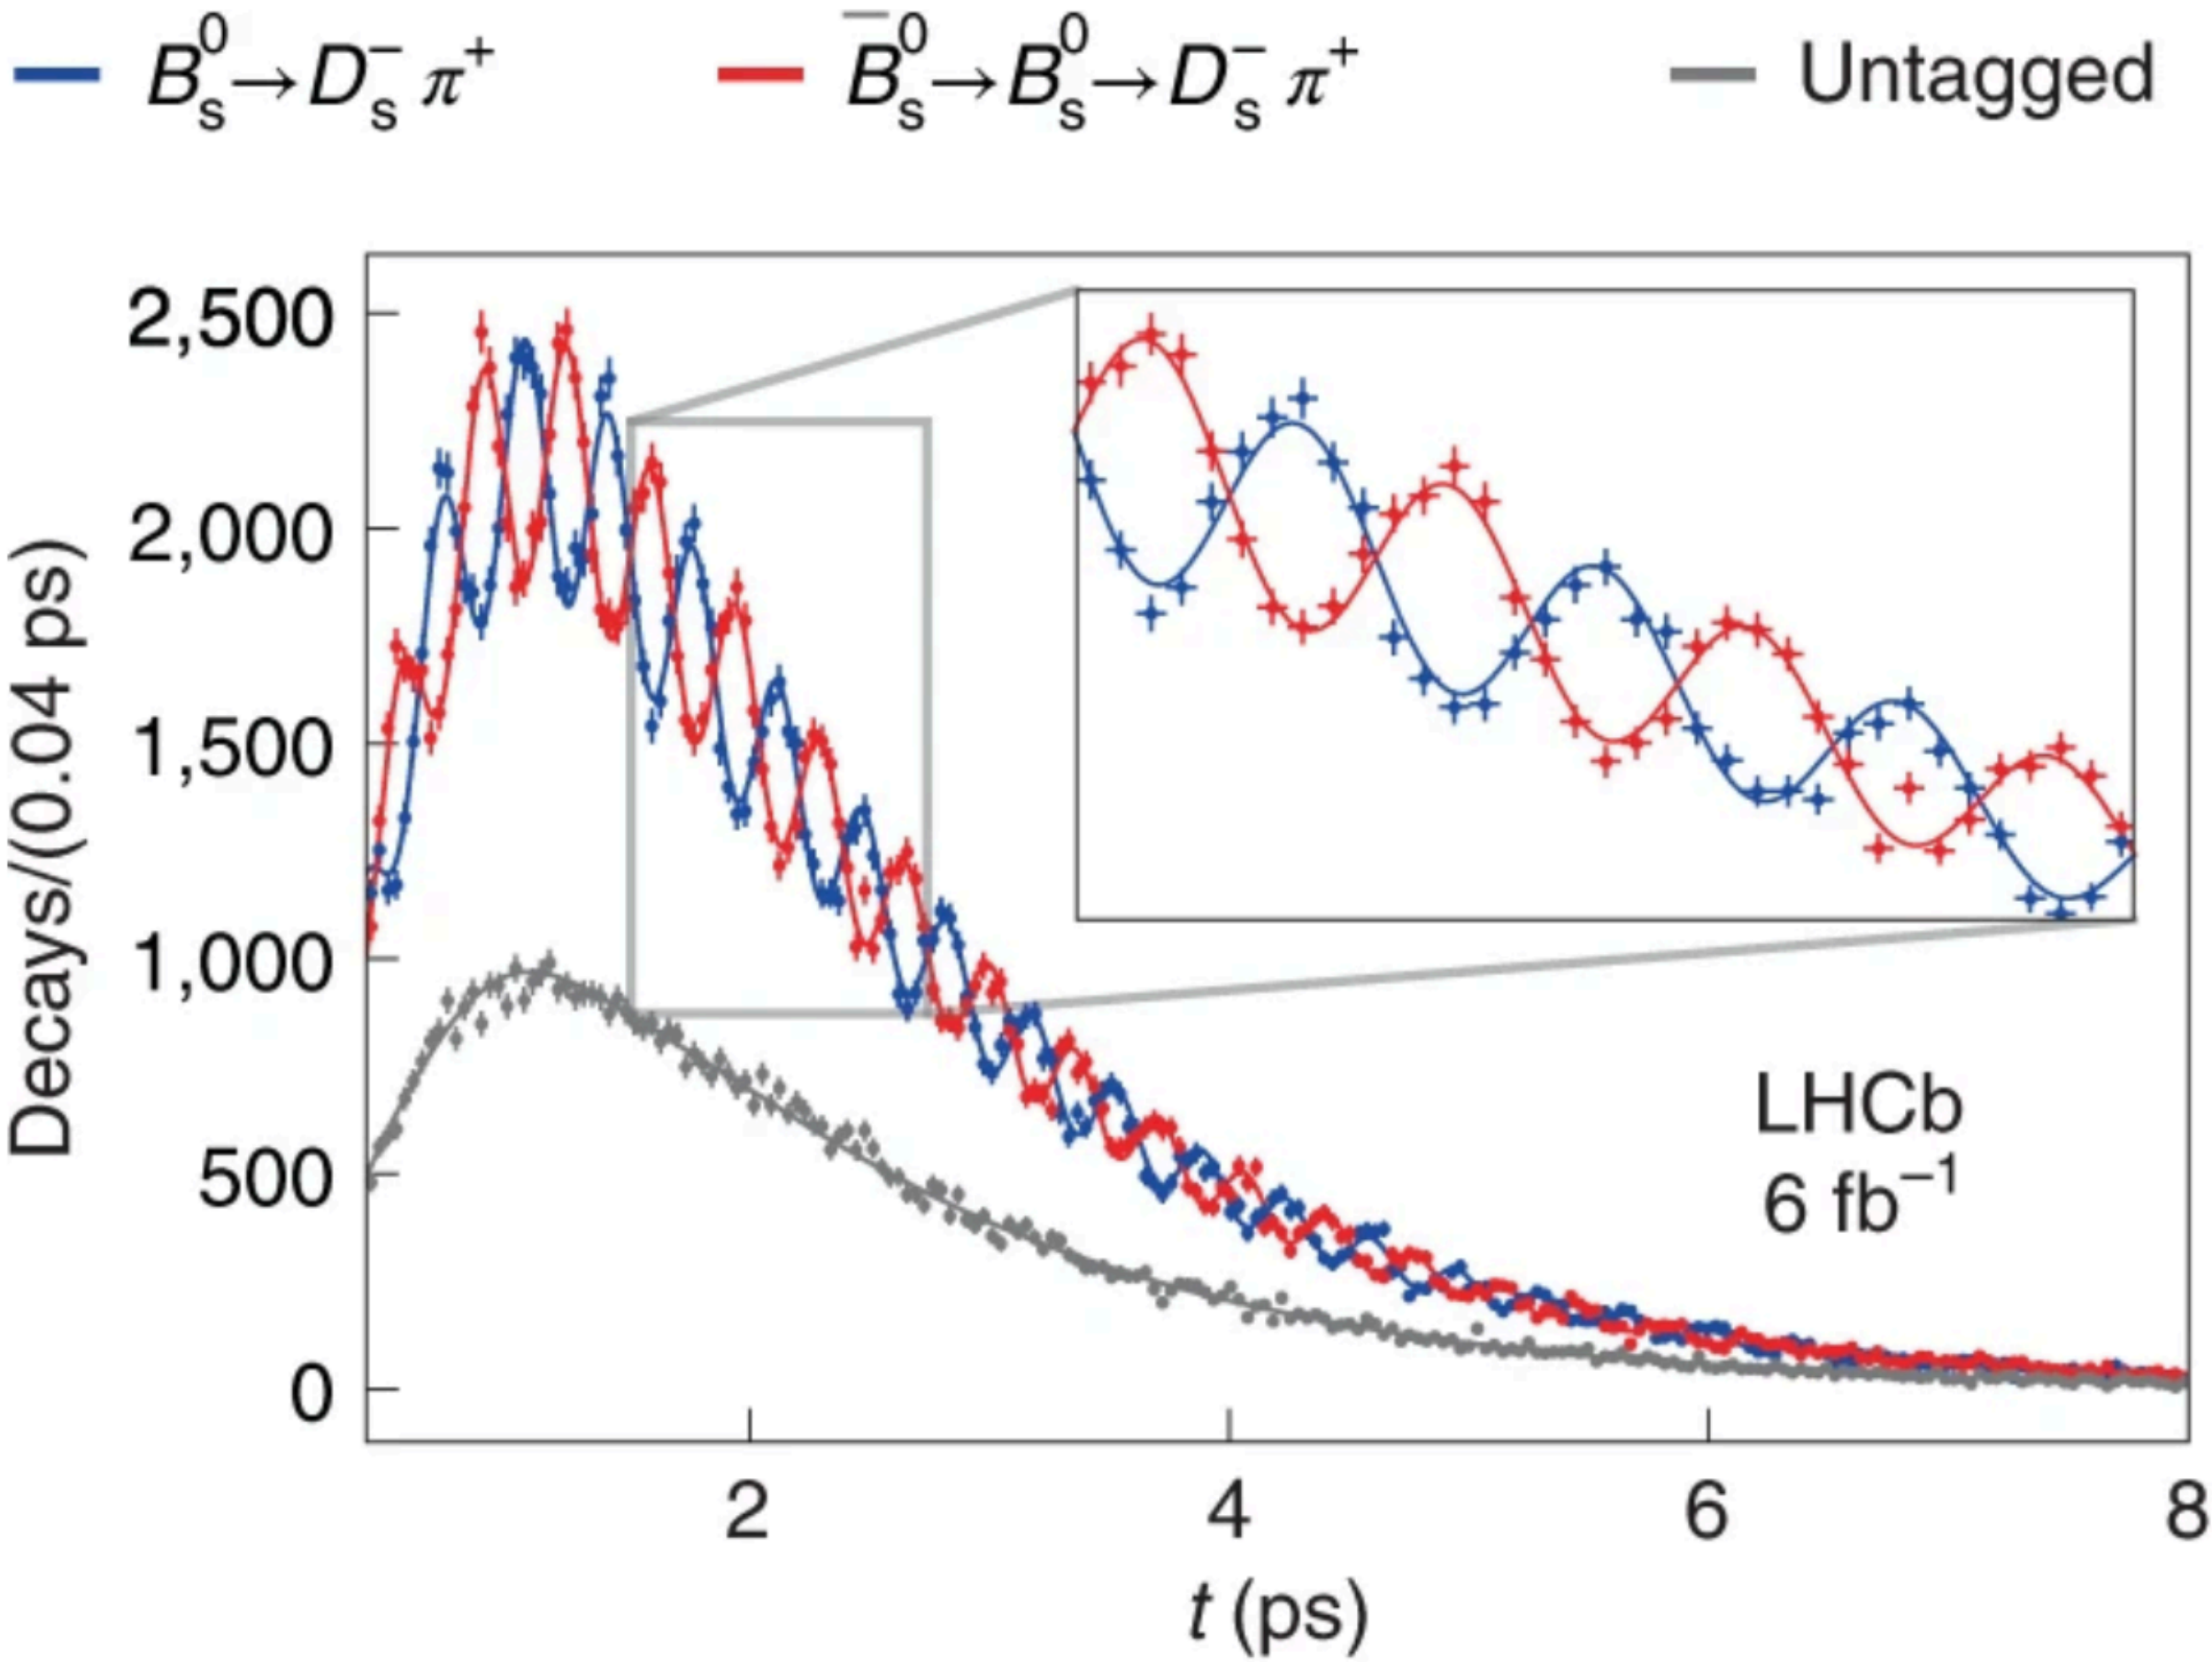 B⁰ₛ→D⁻ₛ π⁺
B̄⁰ₛ→B⁰ₛ→D⁻ₛ π⁺
Untagged
Decays/(0.04 ps)
2,500
2,000
1,500
1,000
500
0
LHCb
6 fb⁻¹
2 4 6 8
t (ps)